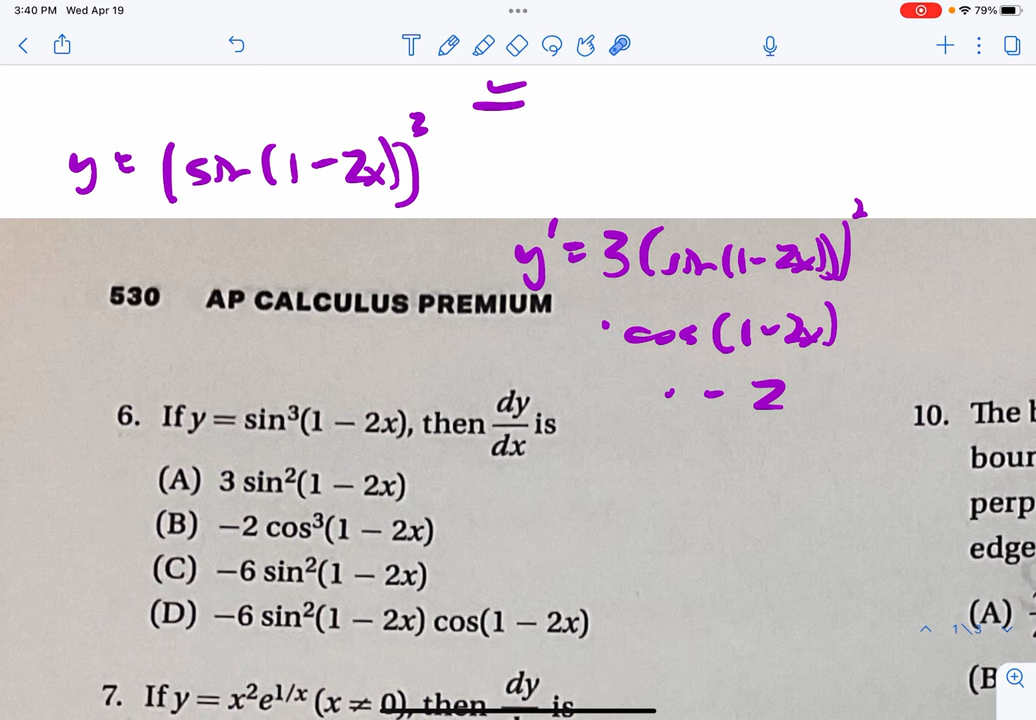 3:40 PM Wed Apr 19
79%
y = (sin(1-2x))³
y' = 3(sin(1-2x))²
· cos(1-2x)
· -2
530 AP CALCULUS PREMIUM
6. If y = sin³(1 – 2x), then dy/dx is
(A) 3 sin²(1 – 2x)
(B) –2 cos³(1 – 2x)
(C) –6 sin²(1 – 2x)
(D) –6 sin²(1 – 2x) cos(1 – 2x)
7. If y = x²e^(1/x) (x ≠ 0), then dy/ is
10. The
bour
perp
edge
(A)
(B